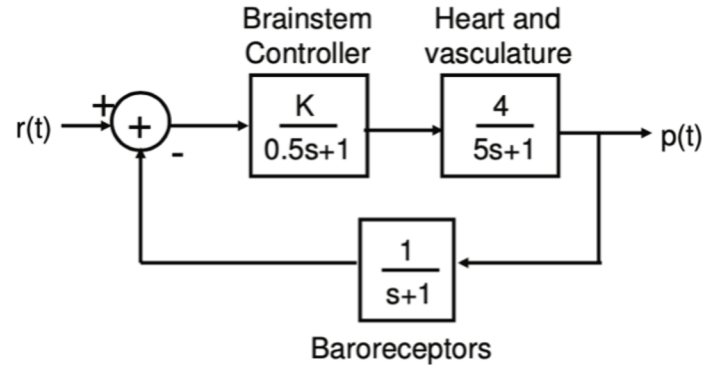 Brainstem
Controller
Heart and
vasculature
r(t)
+
+
-
K
0.5s+1
4
5s+1
p(t)
1
s+1
Baroreceptors